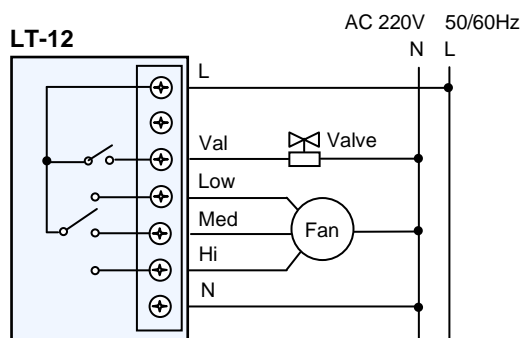 AC 220V 50/60Hz
LT-12
N L
L
Val
Valve
Low
Med
Fan
Hi
N